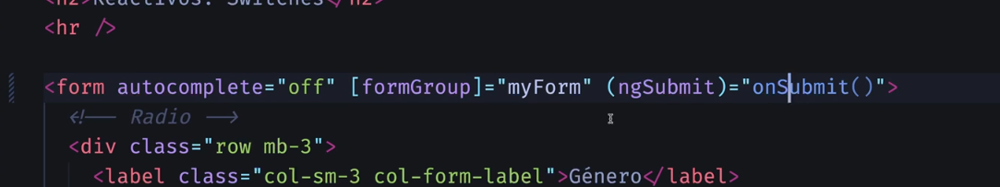 <h2>Reactivos: Switches</h2>
<hr />
<form autocomplete="off" [formGroup]="myForm" (ngSubmit)="onSubmit()">
<!-- Radio -->
<div class="row mb-3">
<label class="col-sm-3 col-form-label">Género</label>